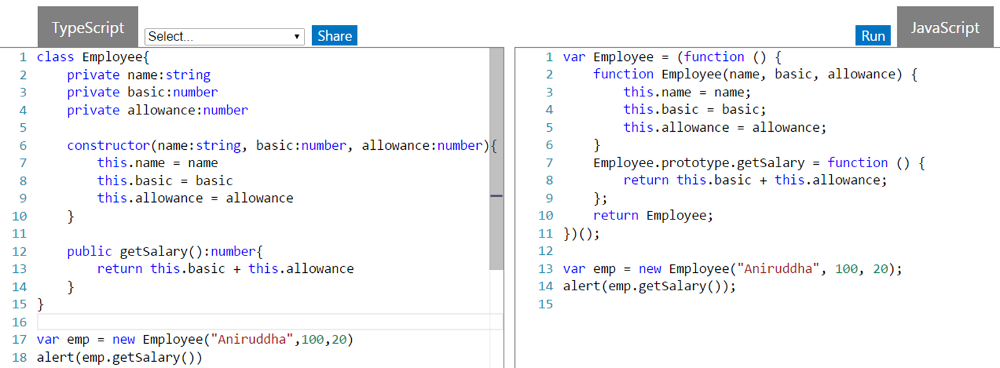 TypeScript
Select...
Share
1 class Employee{
2     private name:string
3     private basic:number
4     private allowance:number
5
6     constructor(name:string, basic:number, allowance:number){
7         this.name = name
8         this.basic = basic
9         this.allowance = allowance
10     }
11
12     public getSalary():number{
13         return this.basic + this.allowance
14     }
15 }
16
17 var emp = new Employee("Aniruddha",100,20)
18 alert(emp.getSalary())
Run
JavaScript
1 var Employee = (function () {
2     function Employee(name, basic, allowance) {
3         this.name = name;
4         this.basic = basic;
5         this.allowance = allowance;
6     }
7     Employee.prototype.getSalary = function () {
8         return this.basic + this.allowance;
9     };
10     return Employee;
11 })();
12
13 var emp = new Employee("Aniruddha", 100, 20);
14 alert(emp.getSalary());
15